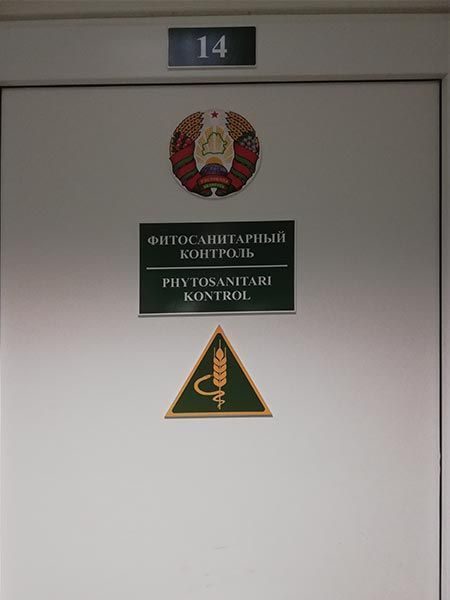 14
ФИТОСАНИТАРНЫЙ
КОНТРОЛЬ
PHYTOSANITARI
KONTROL